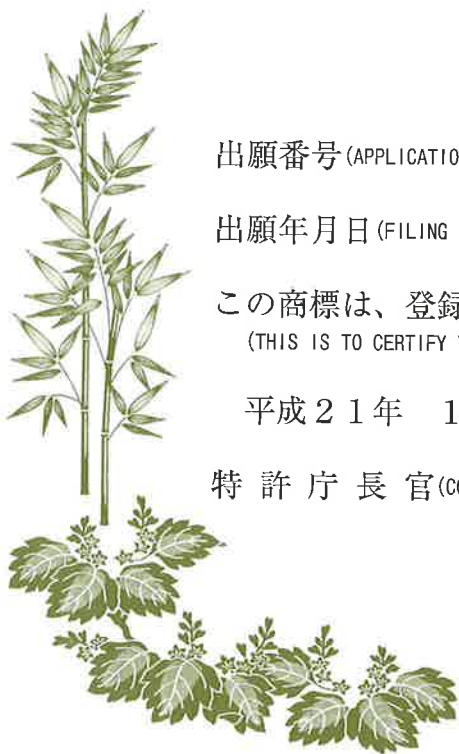 出願番号(APPLICATIO
出願年月日(FILING
この商標は、登録
(THIS IS TO CERTIFY
平成21年 1
特許庁長官(CO